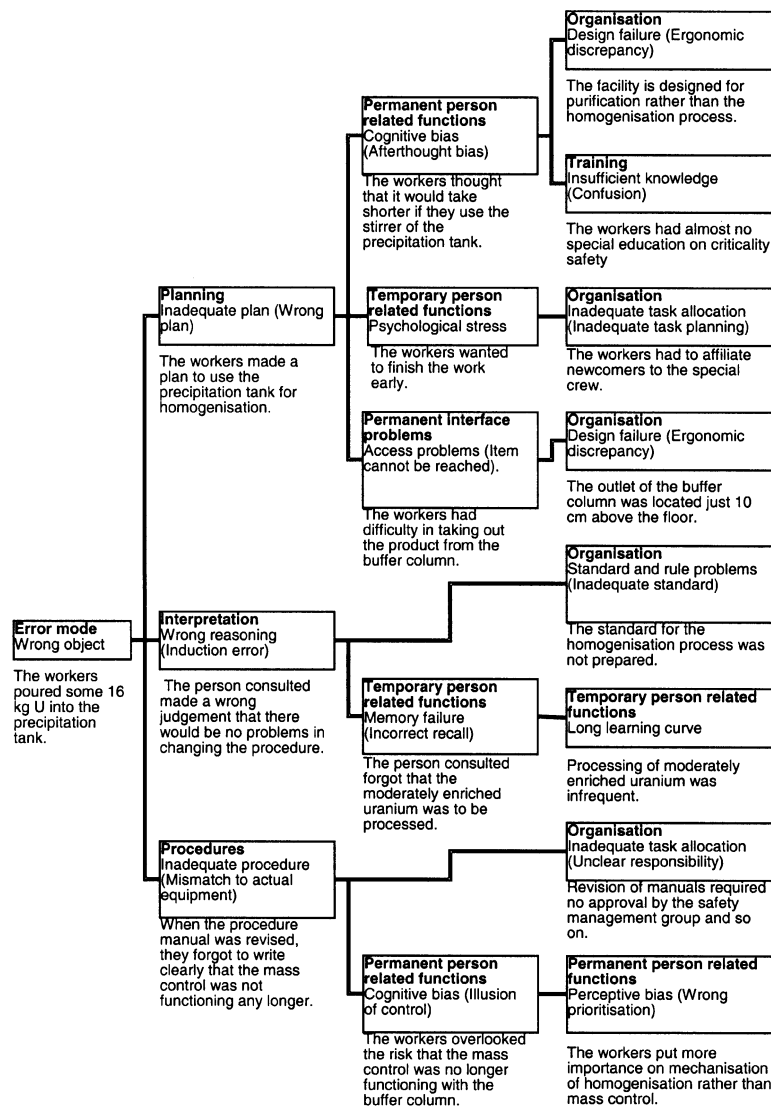 Organisation
Design failure (Ergonomic
discrepancy)
The facility is designed for
purification rather than the
homogenisation process.
Permanent person
related functions
Cognitive bias
(Afterthought bias)
The workers thought
that it would take
shorter if they use the
stirrer of the
precipitation tank.
Training
Insufficient knowledge
(Confusion)
The workers had almost no
special education on criticality
safety
Planning
Inadequate plan (Wrong
plan)
The workers made a
plan to use the
precipitation tank for
homogenisation.
Temporary person
related functions
Psychological stress
The workers wanted
to finish the work
early.
Organisation
Inadequate task allocation
(Inadequate task planning)
The workers had to affiliate
newcomers to the special
crew.
Permanent interface
problems
Access problems (Item
cannot be reached).
The workers had
difficulty in taking out
the product from the
buffer column.
Organisation
Design failure (Ergonomic
discrepancy)
The outlet of the buffer
column was located just 10
cm above the floor.
Error mode
Wrong object
The workers
poured some 16
kg U into the
precipitation
tank.
Interpretation
Wrong reasoning
(Induction error)
The person consulted
made a wrong
judgement that there
would be no problems in
changing the procedure.
Organisation
Standard and rule problems
(Inadequate standard)
The standard for the
homogenisation process was
not prepared.
Temporary person
related functions
Memory failure
(Incorrect recall)
The person consulted
forgot that the
moderately enriched
uranium was to be
processed.
Temporary person related
functions
Long learning curve
Processing of moderately
enriched uranium was
infrequent.
Procedures
Inadequate procedure
(Mismatch to actual
equipment)
When the procedure
manual was revised,
they forgot to write
clearly that the mass
control was not
functioning any longer.
Organisation
Inadequate task allocation
(Unclear responsibility)
Revision of manuals required
no approval by the safety
management group and so
on.
Permanent person
related functions
Cognitive bias (Illusion
of control)
The workers overlooked
the risk that the mass
control was no longer
functioning with the
buffer column.
Permanent person related
functions
Perceptive bias (Wrong
prioritisation)
The workers put more
importance on mechanisation
of homogenisation rather than
mass control.